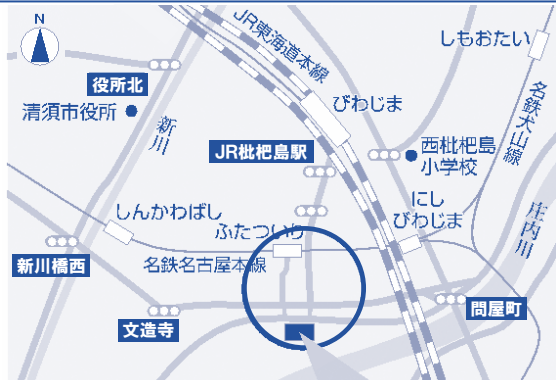 N
JR東海道本線
しもおたい
役所北
清須市役所
びわじま
名鉄犬山線
新川
JR枇杷島駅
西枇杷島
小学校
しんかわばし
ふたついり
にし
びわじま
庄内川
新川橋西
名鉄名古屋本線
文造寺
問屋町